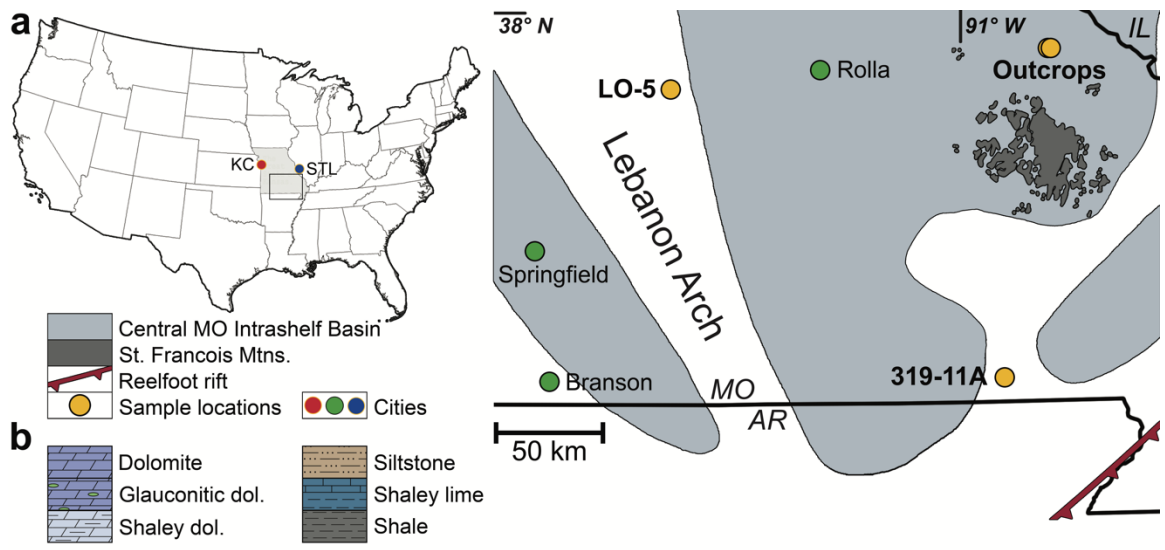 a
KC
STL
Central MO Intrashelf Basin
St. Francois Mtns.
Reelfoot rift
Sample locations
Cities
b
Dolomite
Glauconitic dol.
Shaley dol.
Siltstone
Shaley lime
Shale
38° N
91° W
IL
LO-5
Rolla
Outcrops
Lebanon Arch
Springfield
Branson
319-11A
MO
AR
50 km